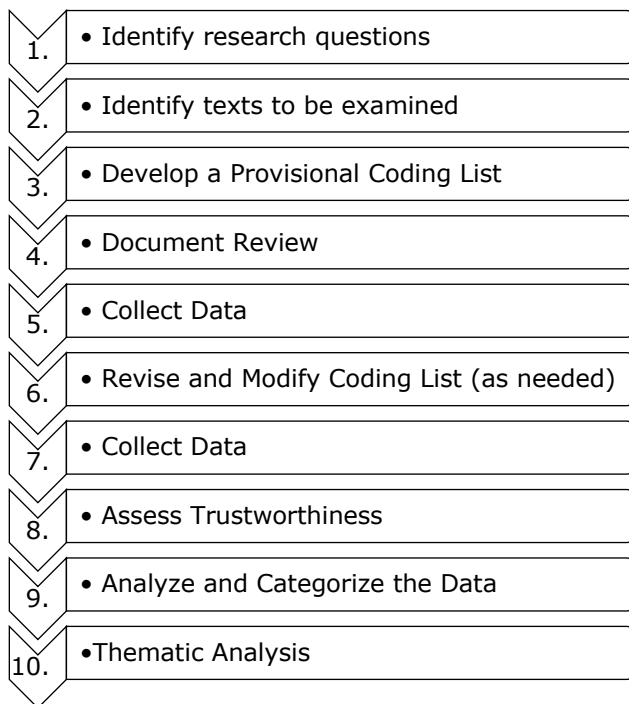 1. • Identify research questions
2. • Identify texts to be examined
3. • Develop a Provisional Coding List
4. • Document Review
5. • Collect Data
6. • Revise and Modify Coding List (as needed)
7. • Collect Data
8. • Assess Trustworthiness
9. • Analyze and Categorize the Data
10. •Thematic Analysis